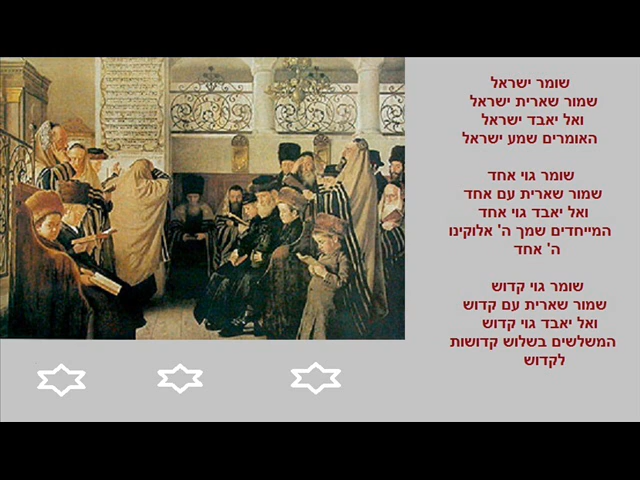 שומר ישראל
שמור שארית ישראל
ואל יאבד ישראל
האומרים שמע ישראל
שומר גוי אחד
שמור שארית עם אחד
ואל יאבד גוי אחד
המייחדים שמך ה' אלוקינו
ה' אחד
שומר גוי קדוש
שמור שארית עם קדוש
ואל יאבד גוי קדוש
המשלשים בשלוש קדושות
לקדוש